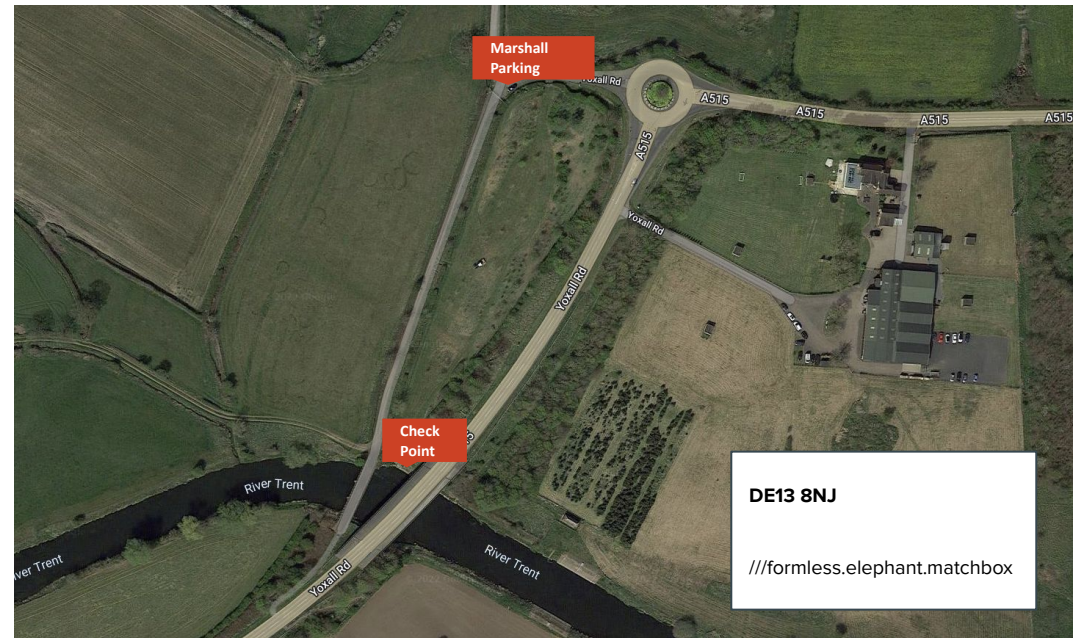 Marshall
Parking
Yoxall Rd
A515
A515
A515
A515
A515
Yoxall Rd
Yoxall Rd
Check
Point
River Trent
River Trent
River Trent
Yoxall Rd
DE13 8NJ
///formless.elephant.matchbox